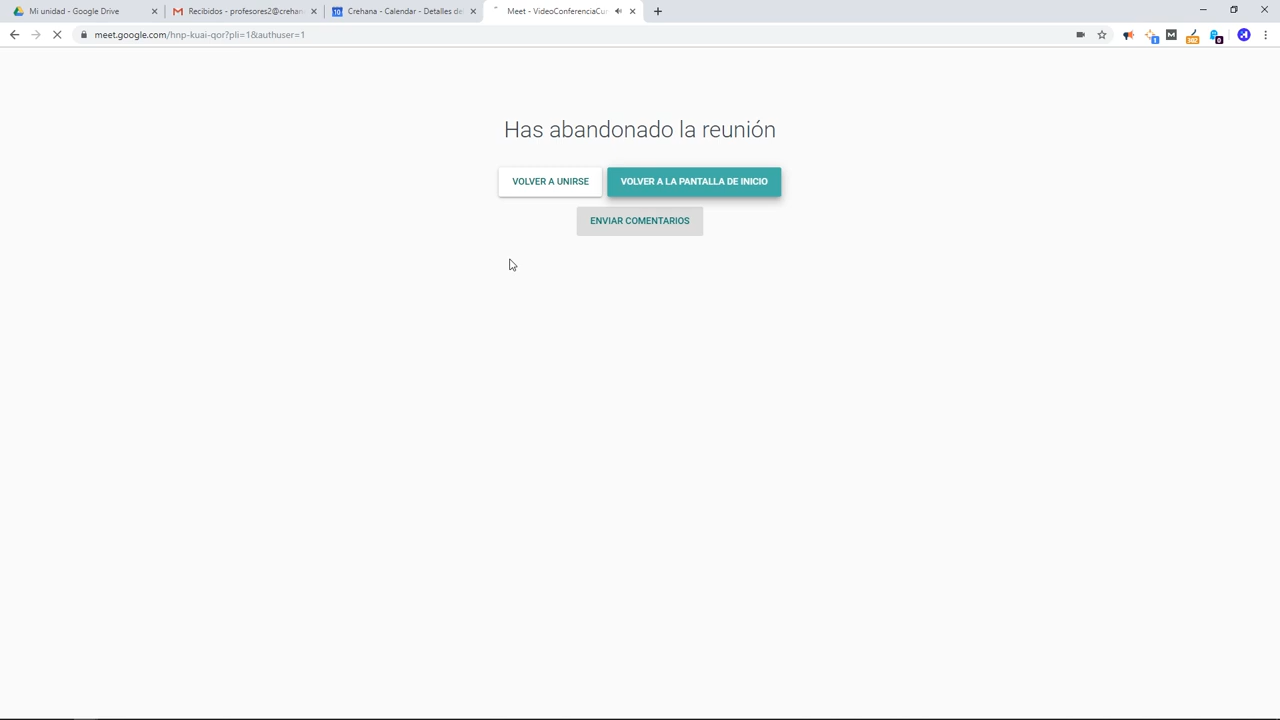 Mi unidad - Google Drive
Recibidos - profesores2@crehan
Crehana - Calendar - Detalles de
Meet - VideoConferenciaCur
meet.google.com/hnp-kuai-qor?pli=1&authuser=1
Has abandonado la reunión
VOLVER A UNIRSE
VOLVER A LA PANTALLA DE INICIO
ENVIAR COMENTARIOS